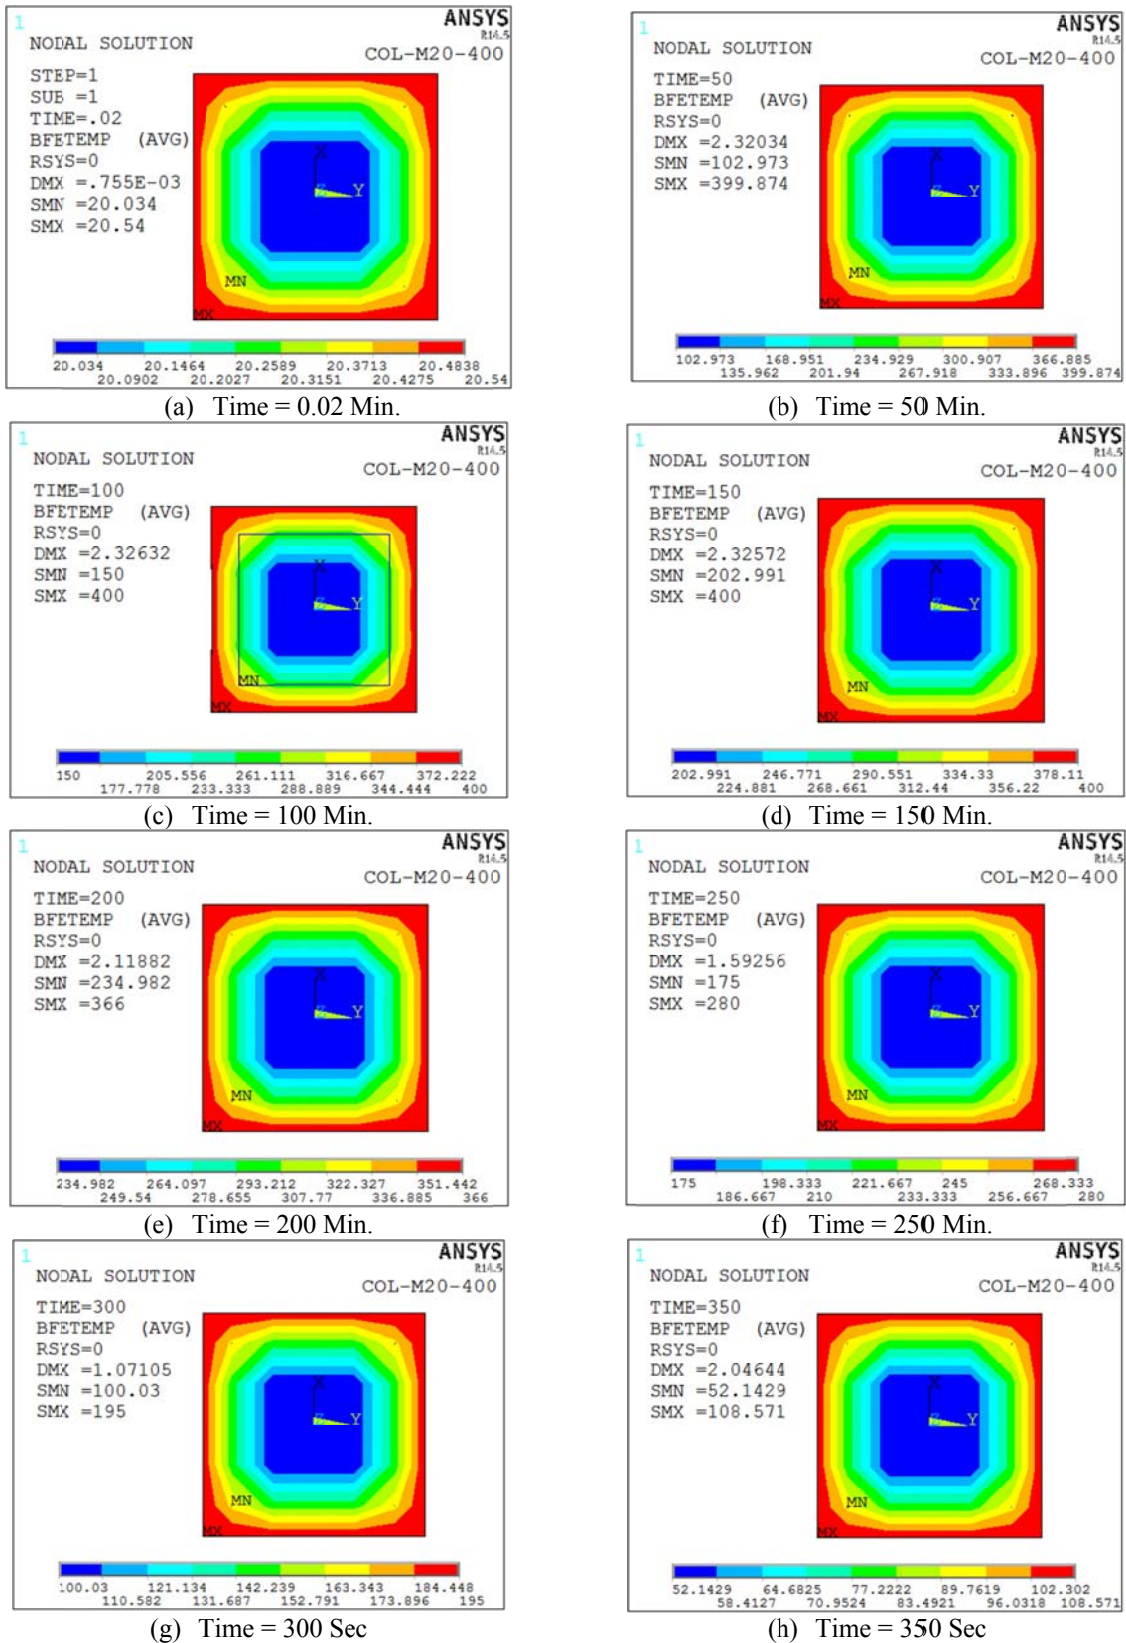 1
ANSYS
R14.5
NODAL SOLUTION
COL-M20-400
STEP=1
SUB =1
TIME=.02
BFETEMP (AVG)
RSYS=0
DMX =.755E-03
SMN =20.034
SMX =20.54
X
Z Y
MN
MX
20.034 20.1464 20.2589 20.3713 20.4838
20.0902 20.2027 20.3151 20.4275 20.54
(a) Time = 0.02 Min.
1
ANSYS
R14.5
NODAL SOLUTION
COL-M20-400
TIME=50
BFETEMP (AVG)
RSYS=0
DMX =2.32034
SMN =102.973
SMX =399.874
X
Z Y
MN
MX
102.973 168.951 234.929 300.907 366.885
135.962 201.94 267.918 333.896 399.874
(b) Time = 50 Min.
1
ANSYS
R14.5
NODAL SOLUTION
COL-M20-400
TIME=100
BFETEMP (AVG)
RSYS=0
DMX =2.32632
SMN =150
SMX =400
X
Z Y
MN
MX
150 205.556 261.111 316.667 372.222
177.778 233.333 288.889 344.444 400
(c) Time = 100 Min.
1
ANSYS
R14.5
NODAL SOLUTION
COL-M20-400
TIME=150
BFETEMP (AVG)
RSYS=0
DMX =2.32572
SMN =202.991
SMX =400
X
Z Y
MN
MX
202.991 246.771 290.551 334.33 378.11
224.881 268.661 312.44 356.22 400
(d) Time = 150 Min.
1
ANSYS
R14.5
NODAL SOLUTION
COL-M20-400
TIME=200
BFETEMP (AVG)
RSYS=0
DMX =2.11882
SMN =234.982
SMX =366
X
Z Y
MN
MX
234.982 264.097 293.212 322.327 351.442
249.54 278.655 307.77 336.885 366
(e) Time = 200 Min.
1
ANSYS
R14.5
NODAL SOLUTION
COL-M20-400
TIME=250
BFETEMP (AVG)
RSYS=0
DMX =1.59256
SMN =175
SMX =280
X
Z Y
MN
MX
175 198.333 221.667 245 268.333
186.667 210 233.333 256.667 280
(f) Time = 250 Min.
1
ANSYS
R14.5
NODAL SOLUTION
COL-M20-400
TIME=300
BFETEMP (AVG)
RSYS=0
DMX =1.07105
SMN =100.03
SMX =195
X
Z Y
MN
MX
100.03 121.134 142.239 163.343 184.448
110.582 131.687 152.791 173.896 195
(g) Time = 300 Sec
1
ANSYS
R14.5
NODAL SOLUTION
COL-M20-400
TIME=350
BFETEMP (AVG)
RSYS=0
DMX =2.04644
SMN =52.1429
SMX =108.571
X
Z Y
MN
MX
52.1429 64.6825 77.2222 89.7619 102.302
58.4127 70.9524 83.4921 96.0318 108.571
(h) Time = 350 Sec